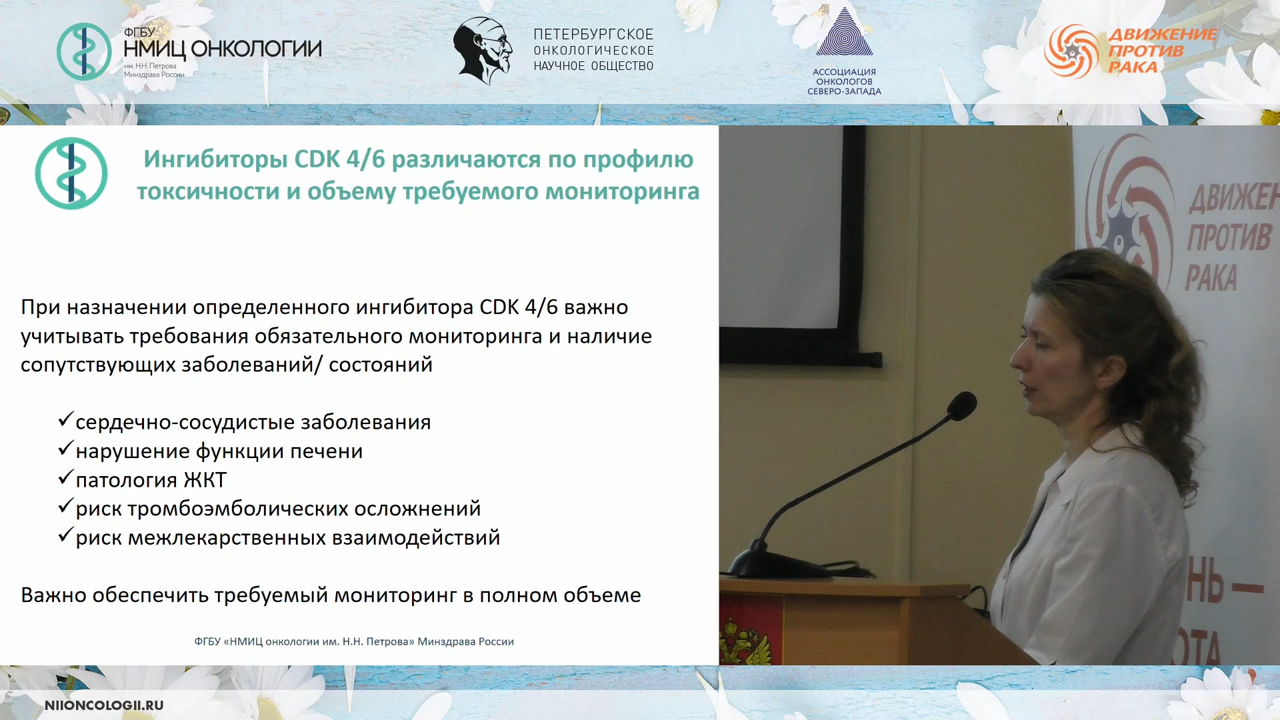 ФГБУ
НМИЦ ОНКОЛОГИИ
им. Н.Н. Петрова
Минздрава России
ПЕТЕРБУРГСКОЕ
ОНКОЛОГИЧЕСКОЕ
НАУЧНОЕ ОБЩЕСТВО
АССОЦИАЦИЯ
ОНКОЛОГОВ
СЕВЕРО-ЗАПАДА
ДВИЖЕНИЕ
ПРОТИВ
РАКА
Ингибиторы CDK 4/6 различаются по профилю
токсичности и объему требуемого мониторинга
При назначении определенного ингибитора CDK 4/6 важно
учитывать требования обязательного мониторинга и наличие
сопутствующих заболеваний/ состояний
✓сердечно-сосудистые заболевания
✓нарушение функции печени
✓патология ЖКТ
✓риск тромбоэмболических осложнений
✓риск межлекарственных взаимодействий
Важно обеспечить требуемый мониторинг в полном объеме
ФГБУ «НМИЦ онкологии им. Н.Н. Петрова» Минздрава России
ДВИЖЕН
ПРОТИВ
РАКА
НЬ —
ОТА
NIIONCOLOGII.RU